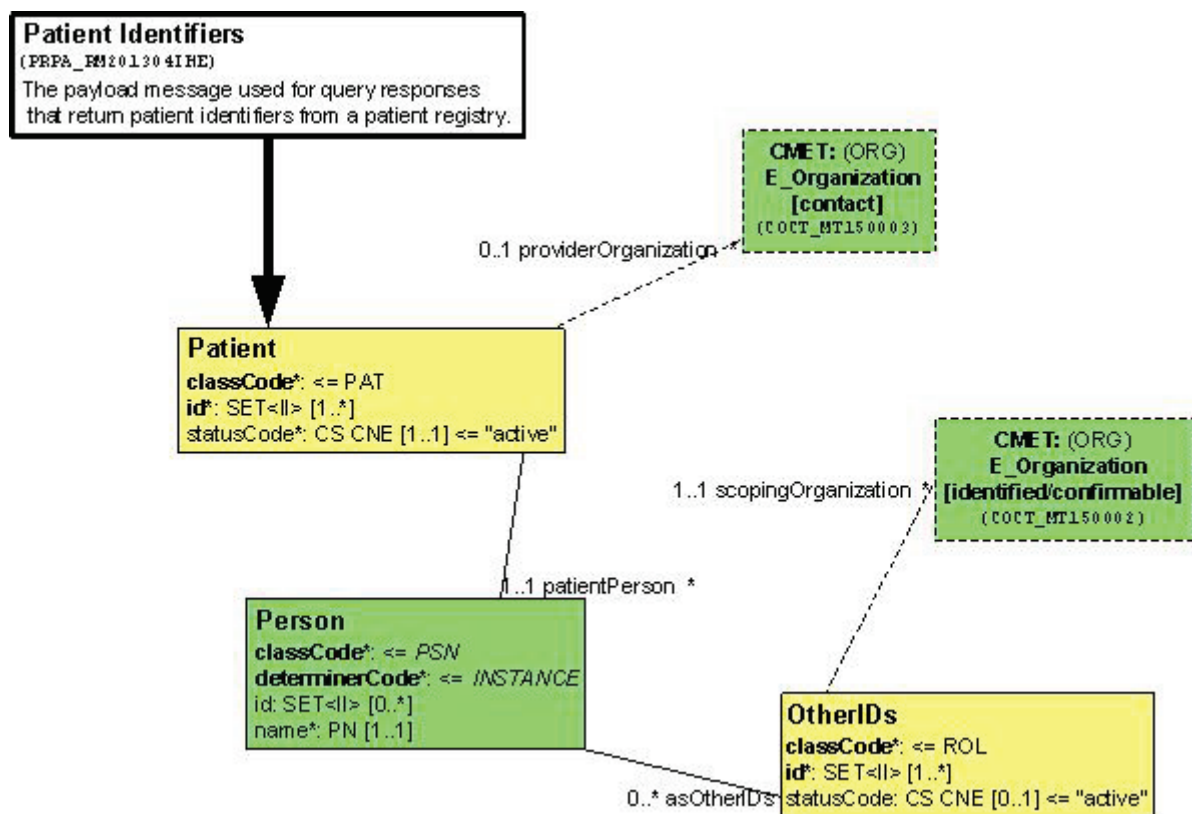 Patient Identifiers
(PRPA_RM201304IHE)
The payload message used for query responses
that return patient identifiers from a patient registry.
CMET: (ORG)
E_Organization
[contact]
(COCT_MT150003)
0..1 providerOrganization *
Patient
classCode*: <= PAT
id*: SET<II> [1..*]
statusCode*: CS CNE [1..1] <= "active"
CMET: (ORG)
E_Organization
[identified/confirmable]
(COCT_MT150002)
1..1 scopingOrganization *
1..1 patientPerson *
Person
classCode*: <= PSN
determinerCode*: <= INSTANCE
id: SET<II> [0..*]
name*: PN [1..1]
OtherIDs
classCode*: <= ROL
id*: SET<II> [1..*]
statusCode: CS CNE [0..1] <= "active"
0..* asOtherIDs